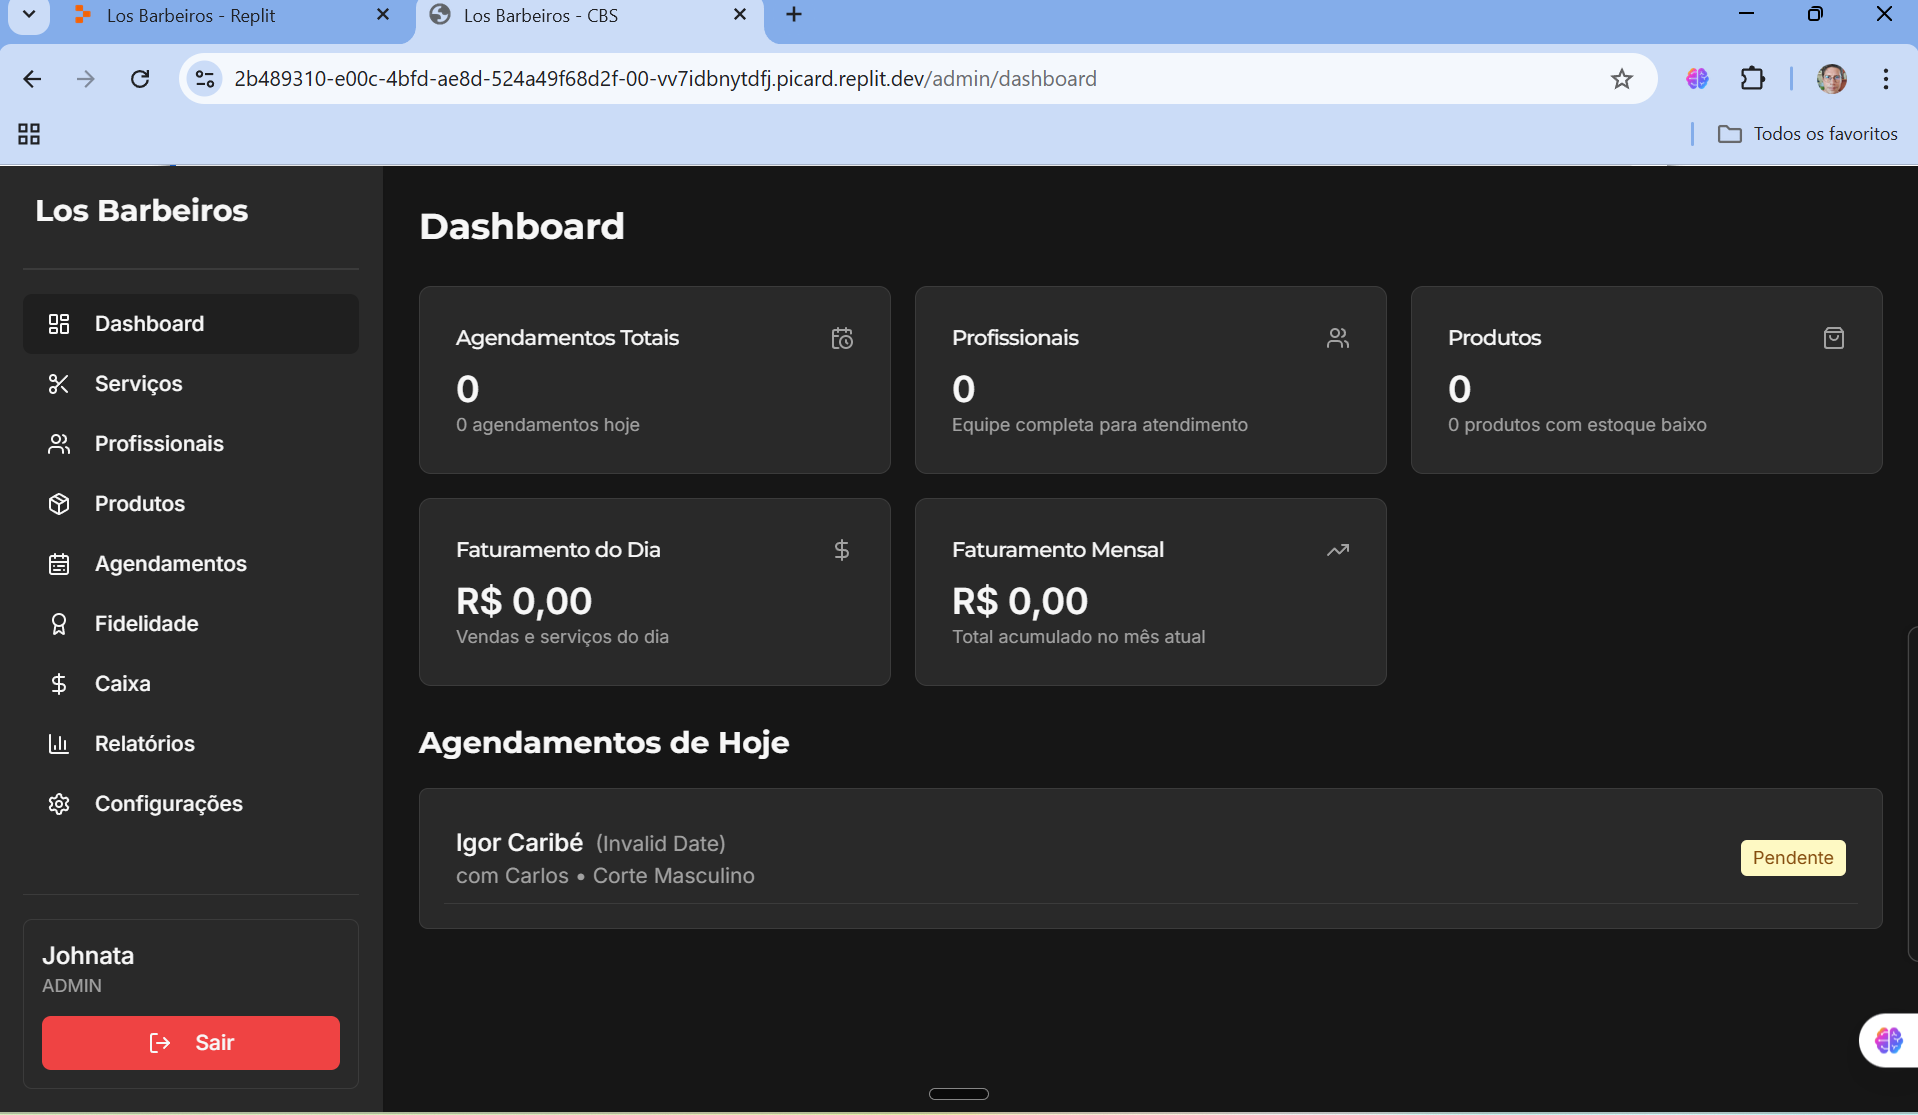 Los Barbeiros - Replit
Los Barbeiros - CBS
2b489310-e00c-4bfd-ae8d-524a49f68d2f-00-vv7idbnytdfj.picard.replit.dev/admin/dashboard
Todos os favoritos
Los Barbeiros
Dashboard
Serviços
Profissionais
Produtos
Agendamentos
Fidelidade
Caixa
Relatórios
Configurações
Johnata
ADMIN
Sair
Dashboard
Agendamentos Totais
0
0 agendamentos hoje
Profissionais
0
Equipe completa para atendimento
Produtos
0
0 produtos com estoque baixo
Faturamento do Dia
R$ 0,00
Vendas e serviços do dia
Faturamento Mensal
R$ 0,00
Total acumulado no mês atual
Agendamentos de Hoje
Igor Caribé (Invalid Date)
com Carlos • Corte Masculino
Pendente